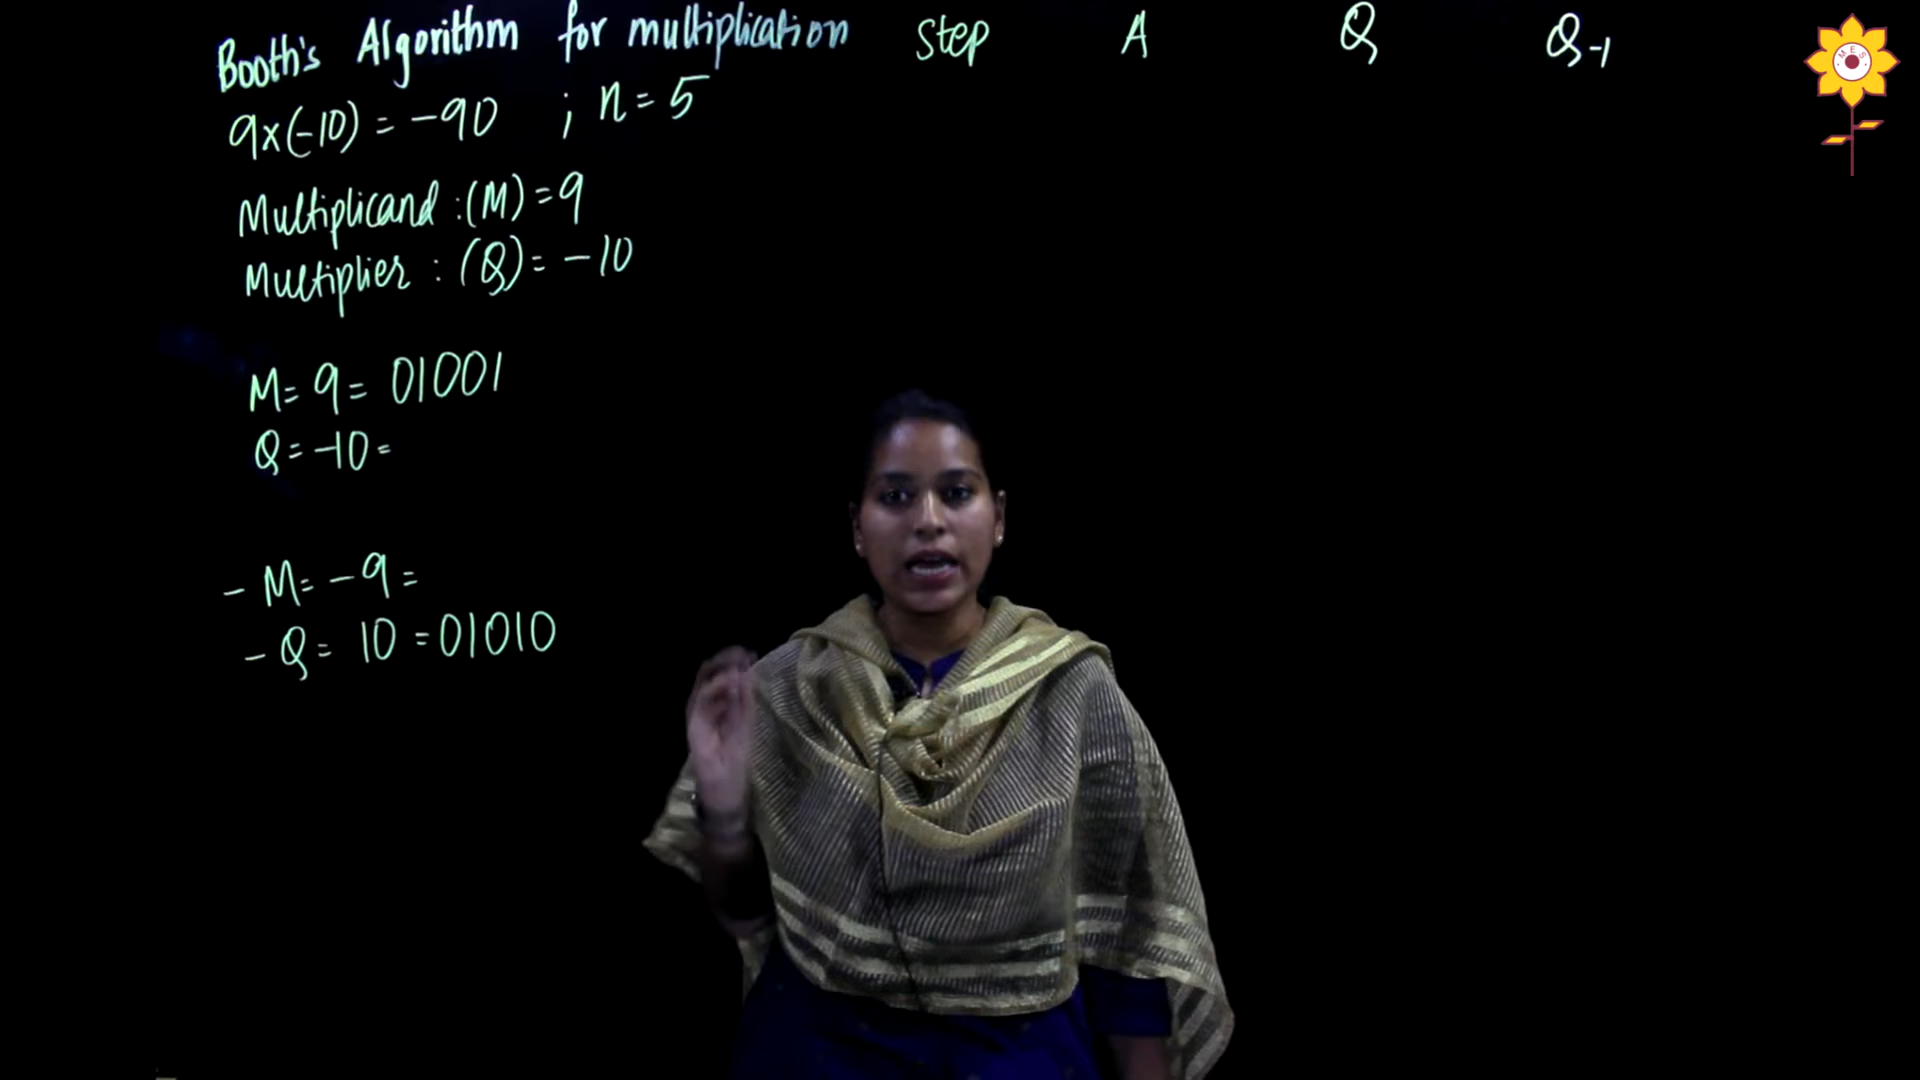 Booth's Algorithm for multiplication
9x(-10) = -90 ; n = 5
Multiplicand : (M) = 9
Multiplier : (Q) = -10
M = 9 = 01001
Q = -10 =
-M = -9 =
-Q = 10 = 01010
Step A Q Q-1
MES